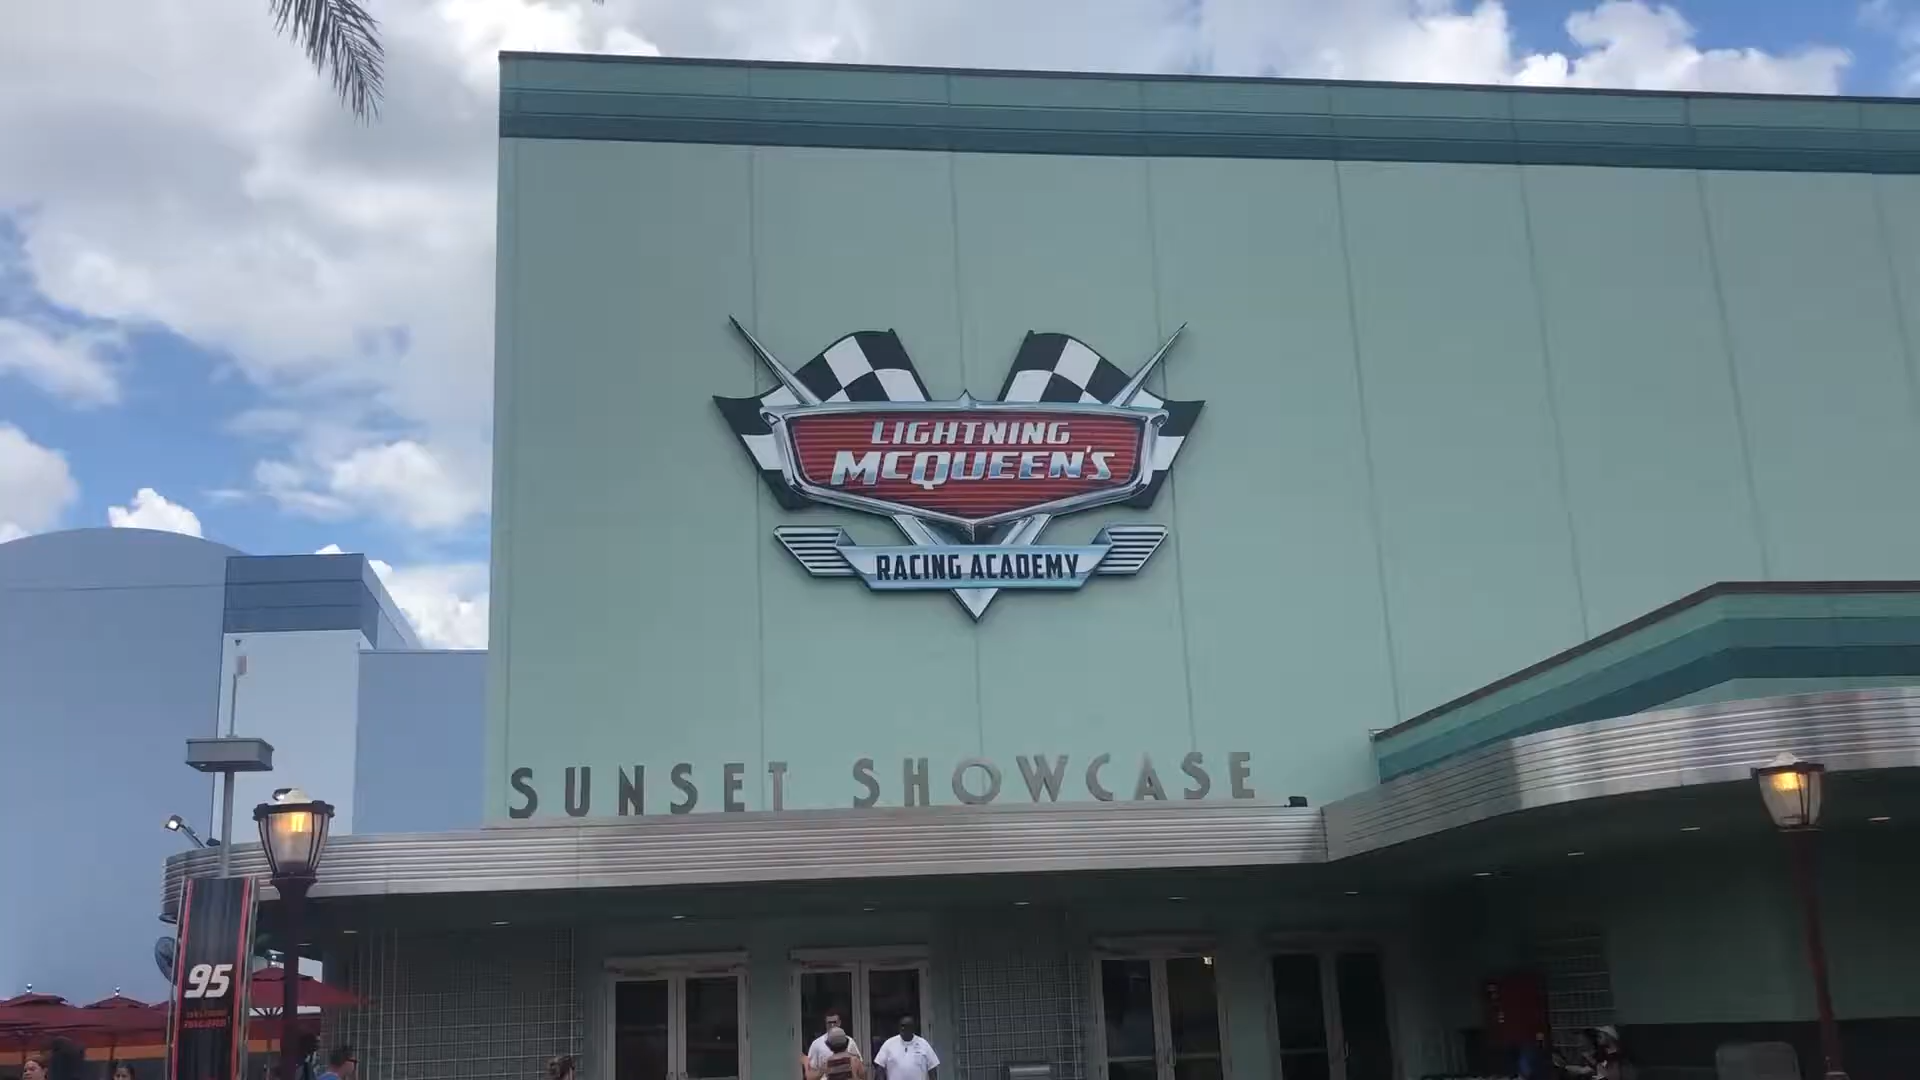 LIGHTNING
MCQUEEN'S
RACING ACADEMY
SUNSET SHOWCASE
95